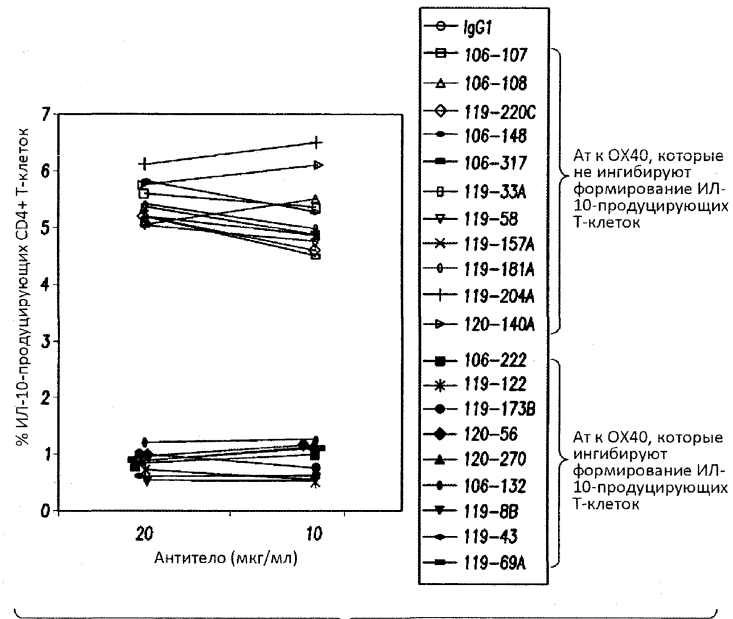 % ИЛ-10-продуцирующих CD4+ Т-клеток
7
6
5
4
3
2
1
0
20
10
Антитело (мкг/мл)
IgG1
106-107
106-108
119-220C
106-148
106-317
119-33A
119-58
119-157A
119-181A
119-204A
120-140A
106-222
119-122
119-173B
120-56
120-270
106-132
119-8B
119-43
119-69A
Ат к OX40, которые
не ингибируют
формирование ИЛ-
10-продуцирующих
Т-клеток
Ат к OX40, которые
ингибируют
формирование ИЛ-
10-продуцирующих
Т-клеток